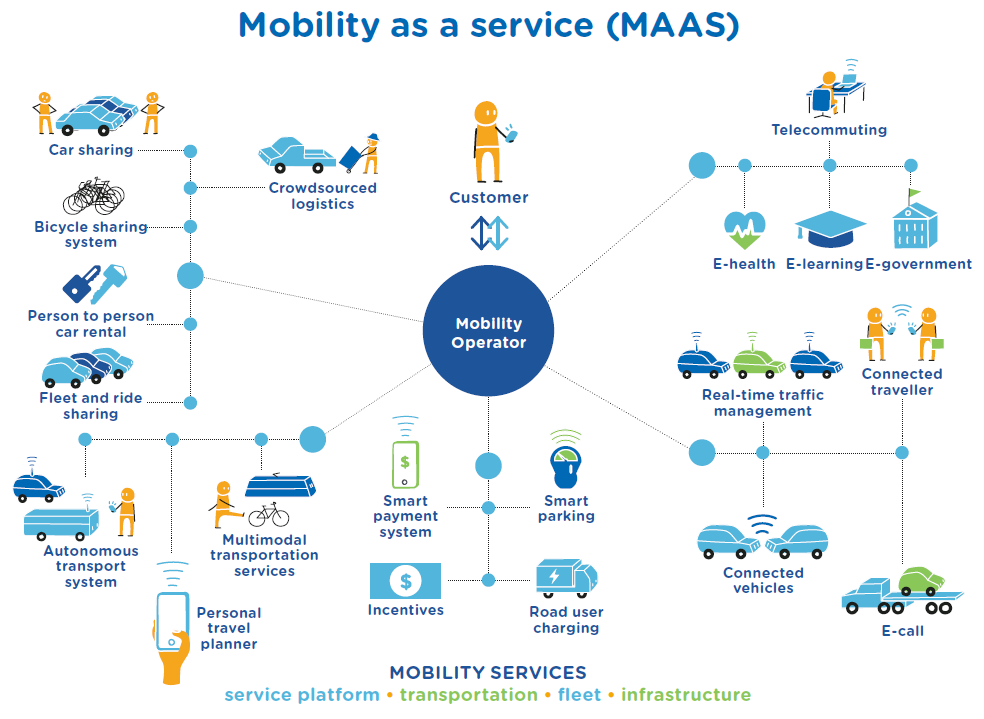 Mobility as a service (MAAS)
Car sharing
Bicycle sharing
system
Person to person
car rental
Fleet and ride
sharing
Crowdsourced
logistics
Customer
Mobility
Operator
Telecommuting
E-health
E-learning
E-government
Real-time traffic
management
Connected
traveller
Connected
vehicles
E-call
Autonomous
transport
system
Personal
travel
planner
Multimodal
transportation
services
$
Smart
payment
system
Smart
parking
$
Incentives
Road user
charging
MOBILITY SERVICES
service platform • transportation • fleet • infrastructure